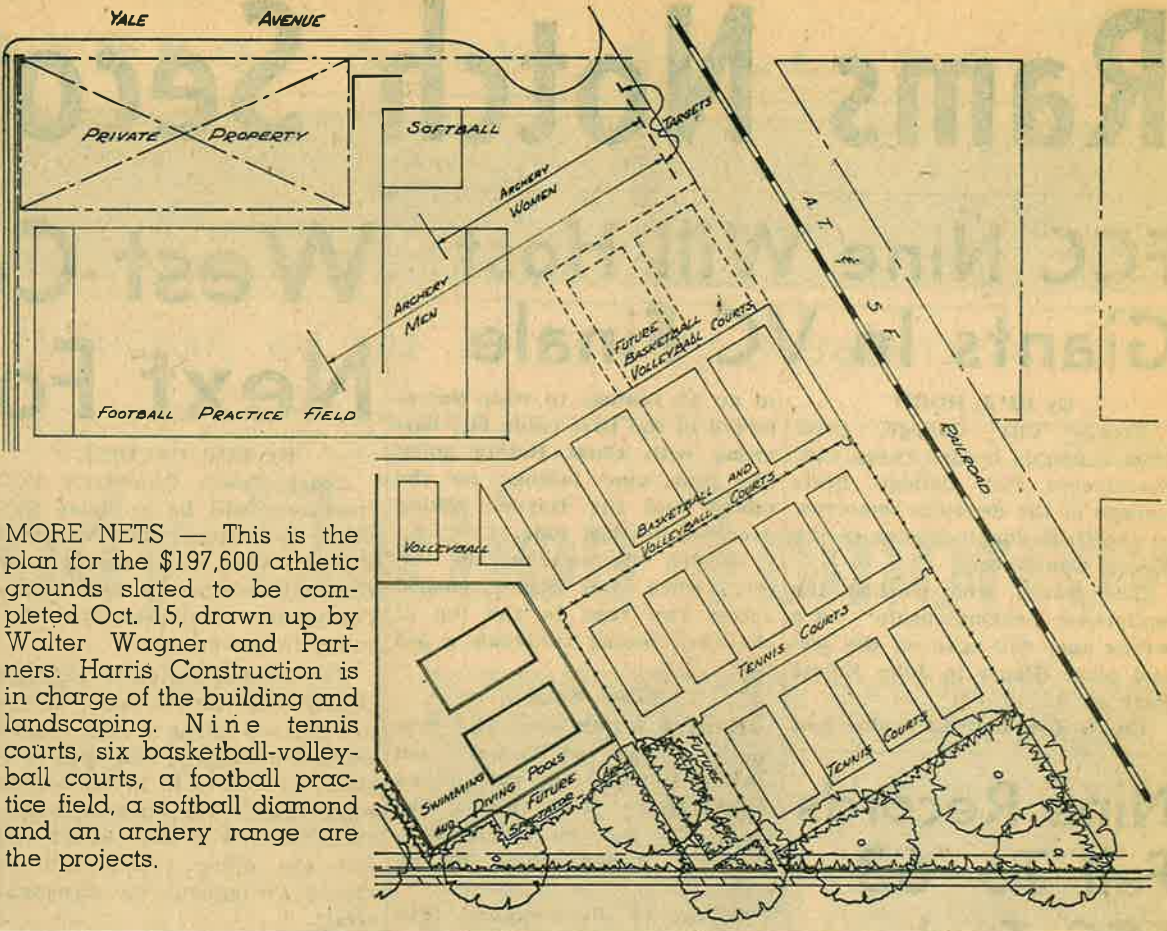 YALE AVENUE
PRIVATE PROPERTY
SOFTBALL
TARGETS
ARCHERY
WOMEN
ARCHERY
MEN
A.T. & S F
RAILROAD
FUTURE
BASKETBALL
VOLLEYBALL COURTS
FOOTBALL PRACTICE FIELD
BASKETBALL AND
VOLLEYBALL COURTS
VOLLEYBALL
TENNIS COURTS
TENNIS COURTS
SWIMMING
AND DIVING POOLS
FUTURE
SPECTATOR
FUTURE
MORE NETS — This is the
plan for the $197,600 athletic
grounds slated to be com-
pleted Oct. 15, drawn up by
Walter Wagner and Part-
ners. Harris Construction is
in charge of the building and
landscaping. Nine tennis
courts, six basketball-volley-
ball courts, a football prac-
tice field, a softball diamond
and an archery range are
the projects.